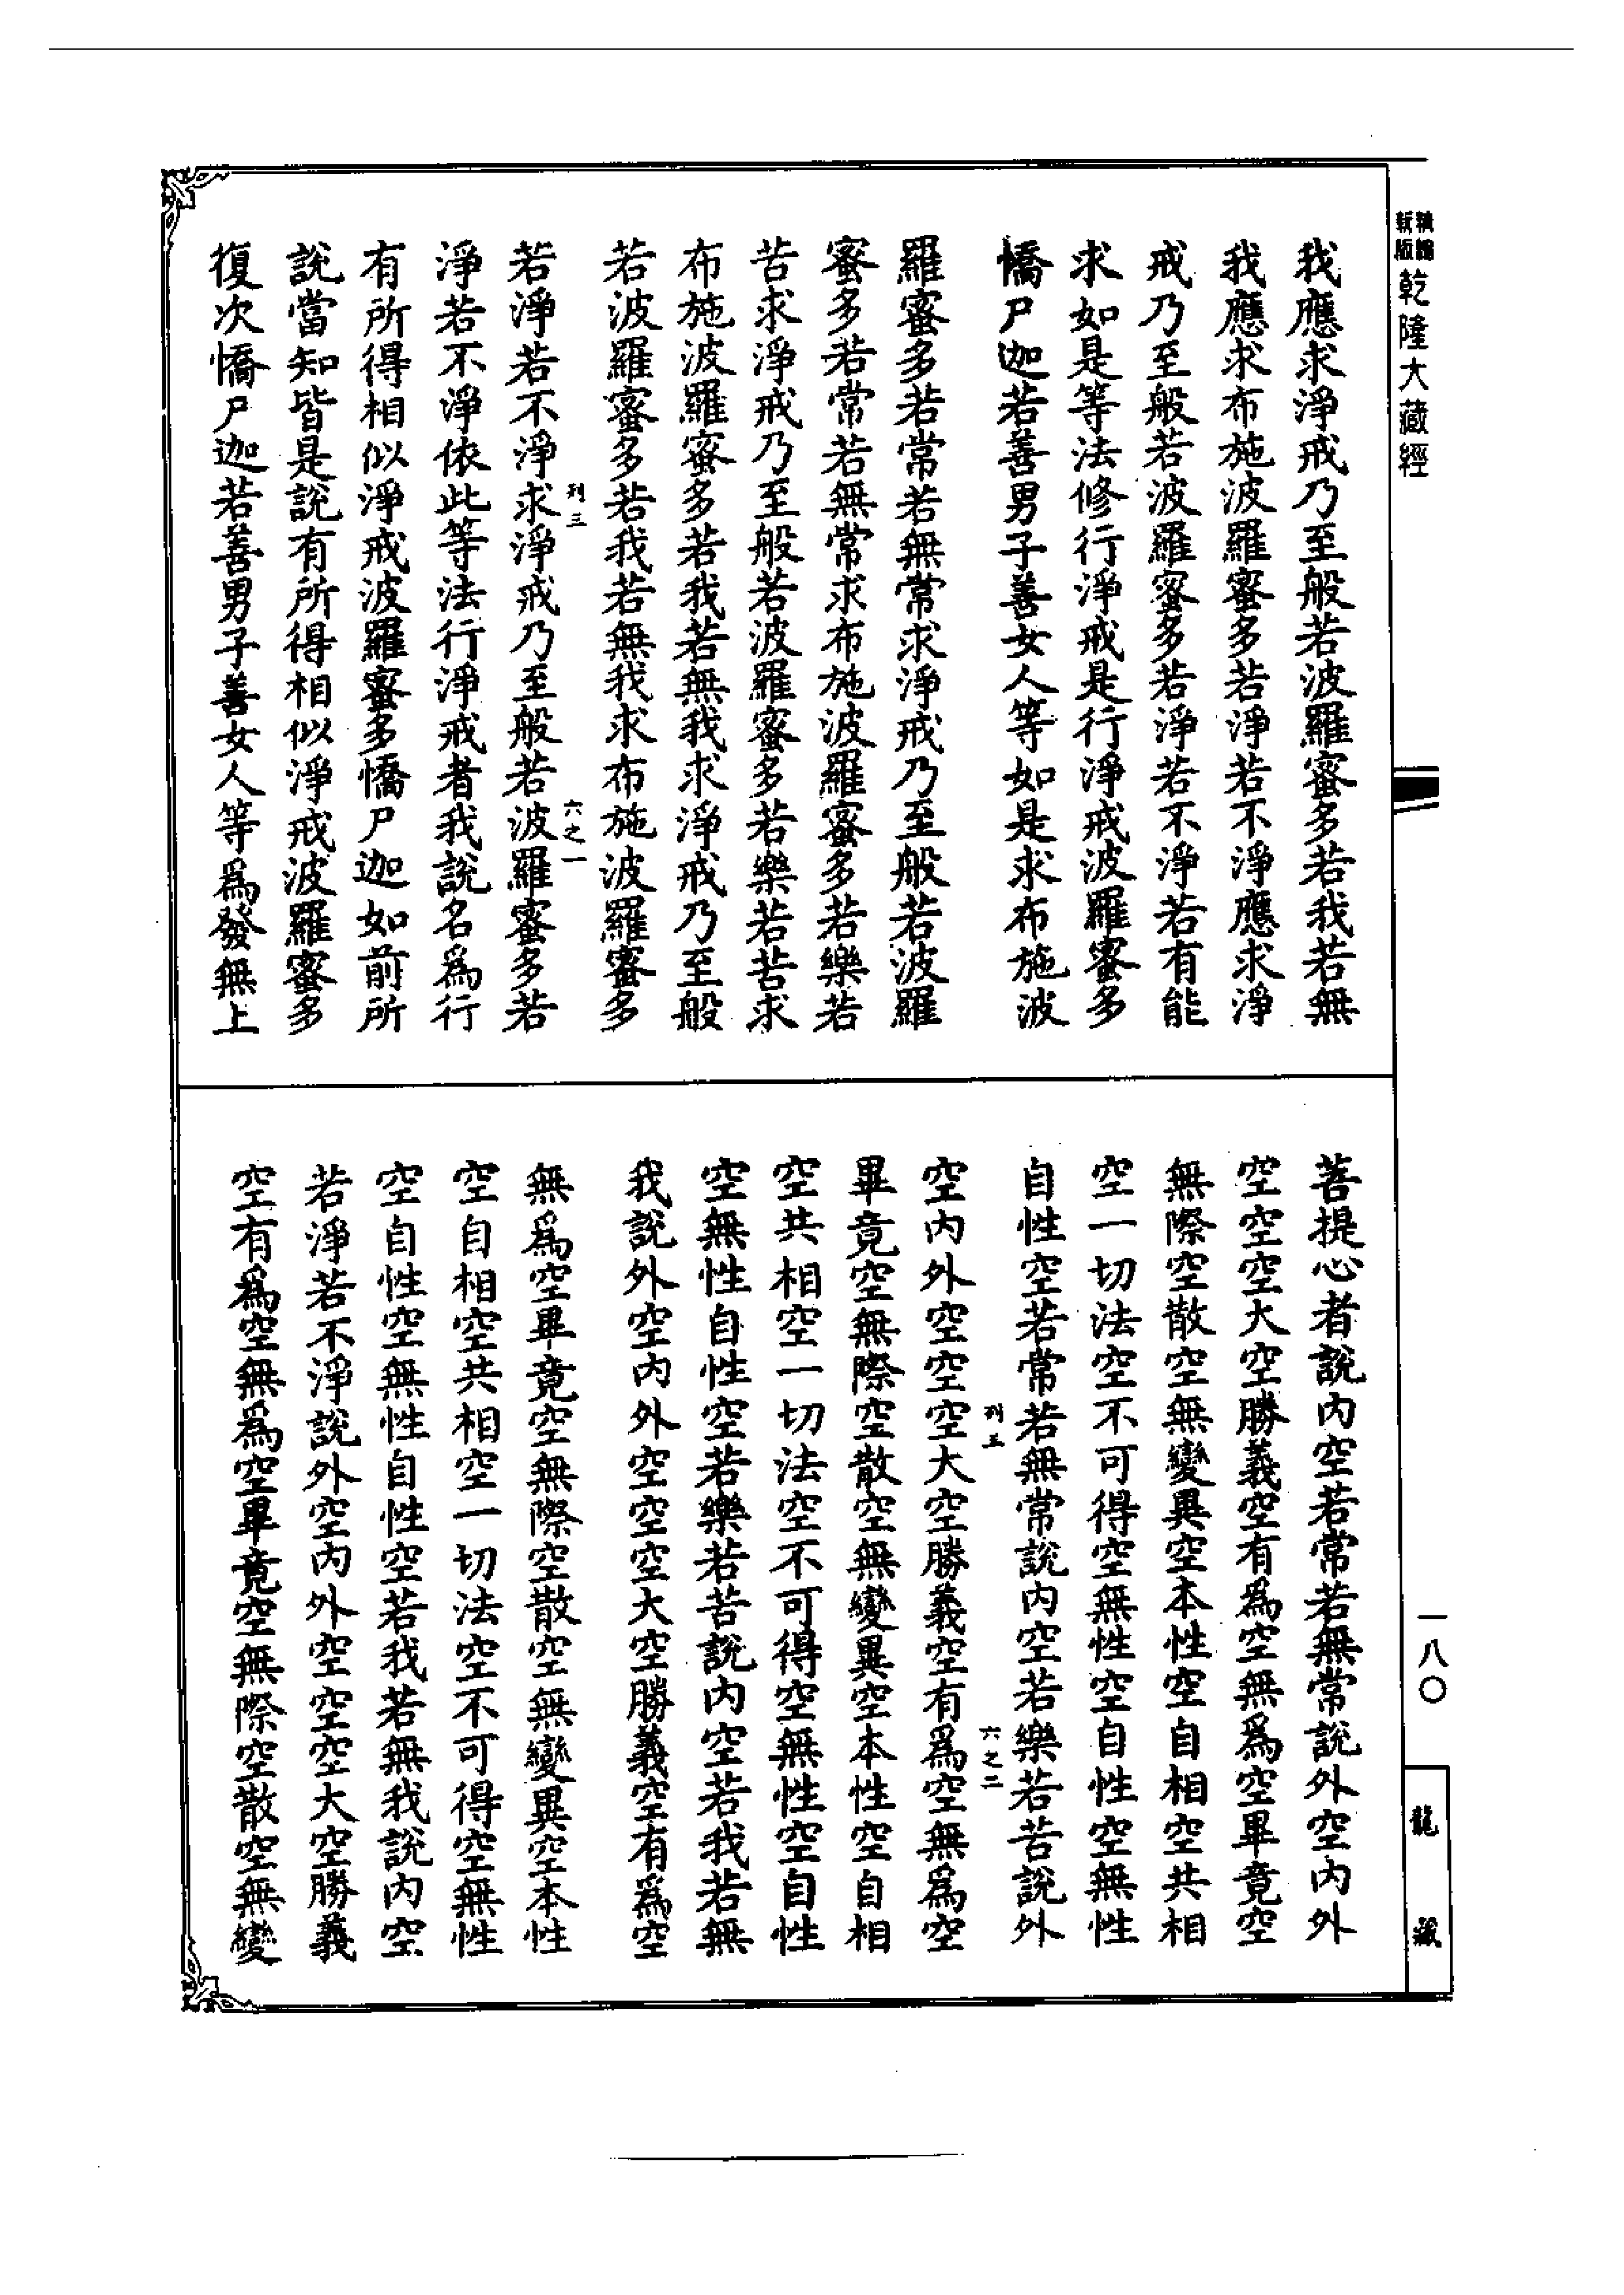 新編
新版
乾隆大藏經
我應求淨戒乃至般若波羅蜜多若我若無
我應求布施波羅蜜多若淨若不淨應求淨
戒乃至般若波羅蜜多若淨若不淨若有能
求如是等法修行淨戒是行淨戒波羅蜜多
憍尸迦若善男子善女人等如是求布施波
羅蜜多若常若無常求淨戒乃至般若波羅
蜜多若常若無常求布施波羅蜜多若樂若
苦求淨戒乃至般若波羅蜜多若樂若苦求
布施波羅蜜多若我若無我求淨戒乃至般
若波羅蜜多若我若無我求布施波羅蜜多
列三
六之一
若淨若不淨求淨戒乃至般若波羅蜜多若
淨若不淨依此等法行淨戒者我說名為行
有所得相似淨戒波羅蜜多憍尸迦如前所
說當知皆是說有所得相似淨戒波羅蜜多
復次憍尸迦若善男子善女人等為發無上
菩提心者說內空若常若無常說外空內外
空空空大空勝義空有為空無為空畢竟空
無際空散空無變異空本性空自相空共相
空一切法空不可得空無性空自性空無性
自性空若常若無常說內空若樂若苦說外
列三
六之二
空內外空空空大空勝義空有為空無為空
畢竟空無際空散空無變異空本性空自相
空共相空一切法空不可得空無性空自性
空無性自性空若樂若苦說內空若我若無
我說外空內外空空空大空勝義空有為空
無為空畢竟空無際空散空無變異空本性
空自相空共相空一切法空不可得空無性
空自性空無性自性空若我若無我說內空
若淨若不淨說外空內外空空空大空勝義
空有為空無為空畢竟空無際空散空無變
一八〇
龍藏